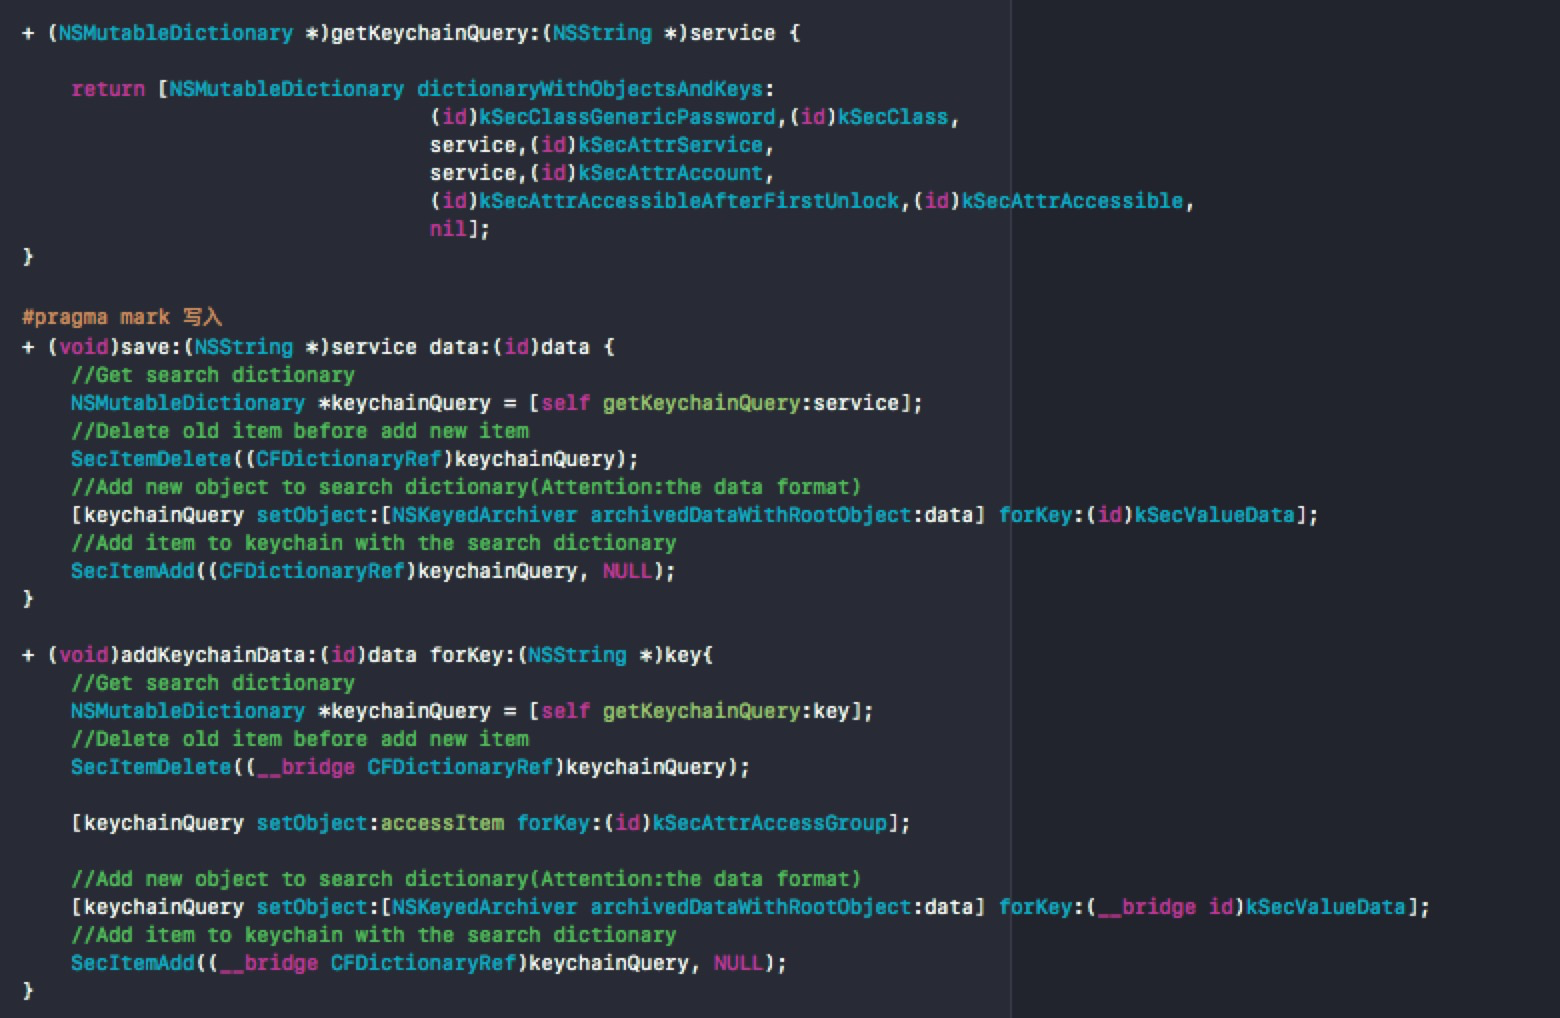 + (NSMutableDictionary *)getKeychainQuery:(NSString *)service {
return [NSMutableDictionary dictionaryWithObjectsAndKeys:
(id)kSecClassGenericPassword,(id)kSecClass,
service,(id)kSecAttrService,
service,(id)kSecAttrAccount,
(id)kSecAttrAccessibleAfterFirstUnlock,(id)kSecAttrAccessible,
nil];
}
#pragma mark 写入
+ (void)save:(NSString *)service data:(id)data {
//Get search dictionary
NSMutableDictionary *keychainQuery = [self getKeychainQuery:service];
//Delete old item before add new item
SecItemDelete((CFDictionaryRef)keychainQuery);
//Add new object to search dictionary(Attention:the data format)
[keychainQuery setObject:[NSKeyedArchiver archivedDataWithRootObject:data] forKey:(id)kSecValueData];
//Add item to keychain with the search dictionary
SecItemAdd((CFDictionaryRef)keychainQuery, NULL);
}
+ (void)addKeychainData:(id)data forKey:(NSString *)key{
//Get search dictionary
NSMutableDictionary *keychainQuery = [self getKeychainQuery:key];
//Delete old item before add new item
SecItemDelete((__bridge CFDictionaryRef)keychainQuery);
[keychainQuery setObject:accessItem forKey:(id)kSecAttrAccessGroup];
//Add new object to search dictionary(Attention:the data format)
[keychainQuery setObject:[NSKeyedArchiver archivedDataWithRootObject:data] forKey:(__bridge id)kSecValueData];
//Add item to keychain with the search dictionary
SecItemAdd((__bridge CFDictionaryRef)keychainQuery, NULL);
}